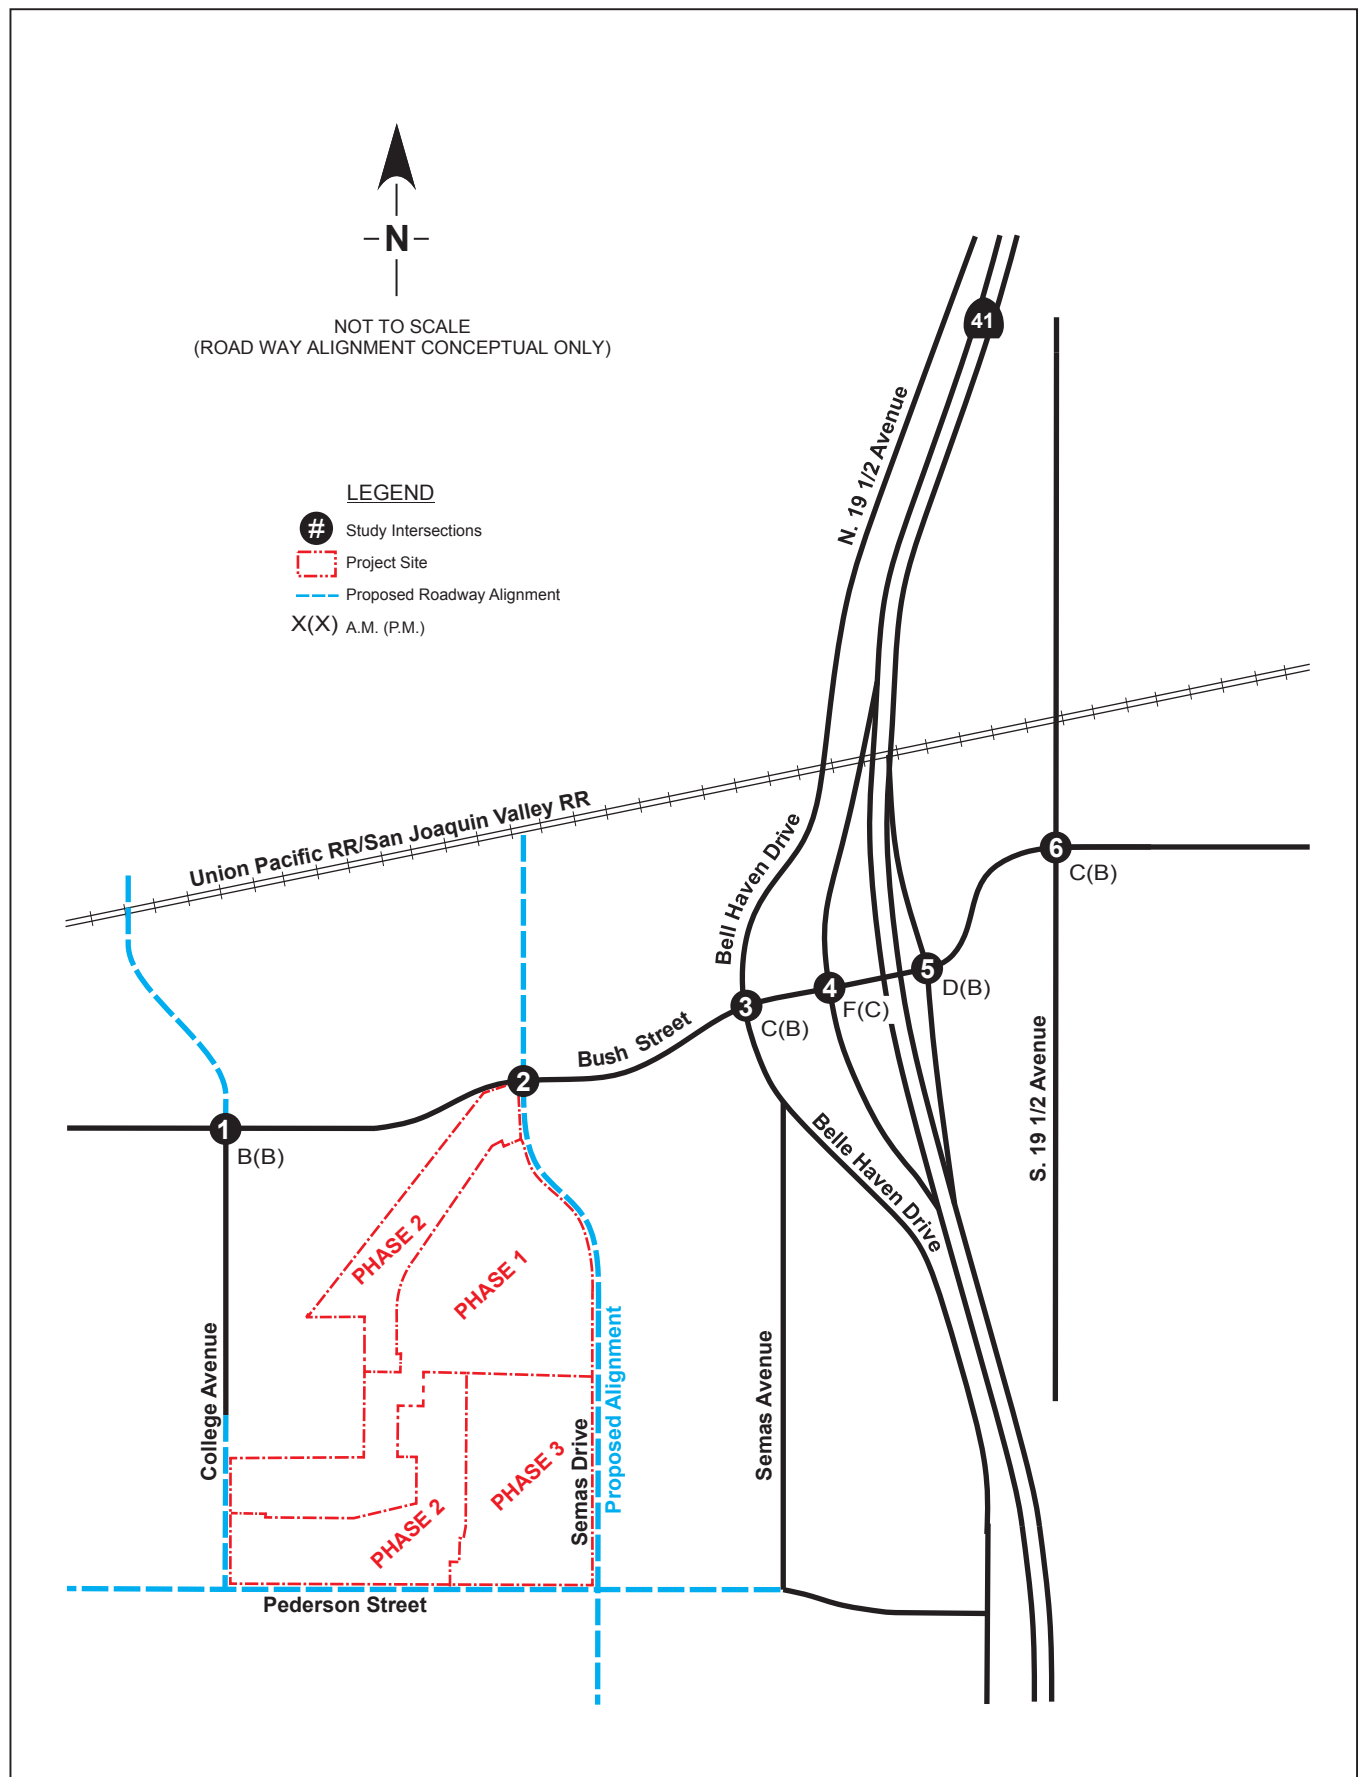 N
NOT TO SCALE
(ROAD WAY ALIGNMENT CONCEPTUAL ONLY)
41
N. 19 1/2 Avenue
LEGEND
# Study Intersections
Project Site
Proposed Roadway Alignment
X(X) A.M. (P.M.)
Union Pacific RR/San Joaquin Valley RR
Bell Haven Drive
6
C(B)
5
D(B)
4
F(C)
3
C(B)
Bush Street
2
1
B(B)
S. 19 1/2 Avenue
Belle Haven Drive
PHASE 2
PHASE 1
College Avenue
Proposed Alignment
Semas Avenue
Semas Drive
PHASE 3
PHASE 2
Pederson Street